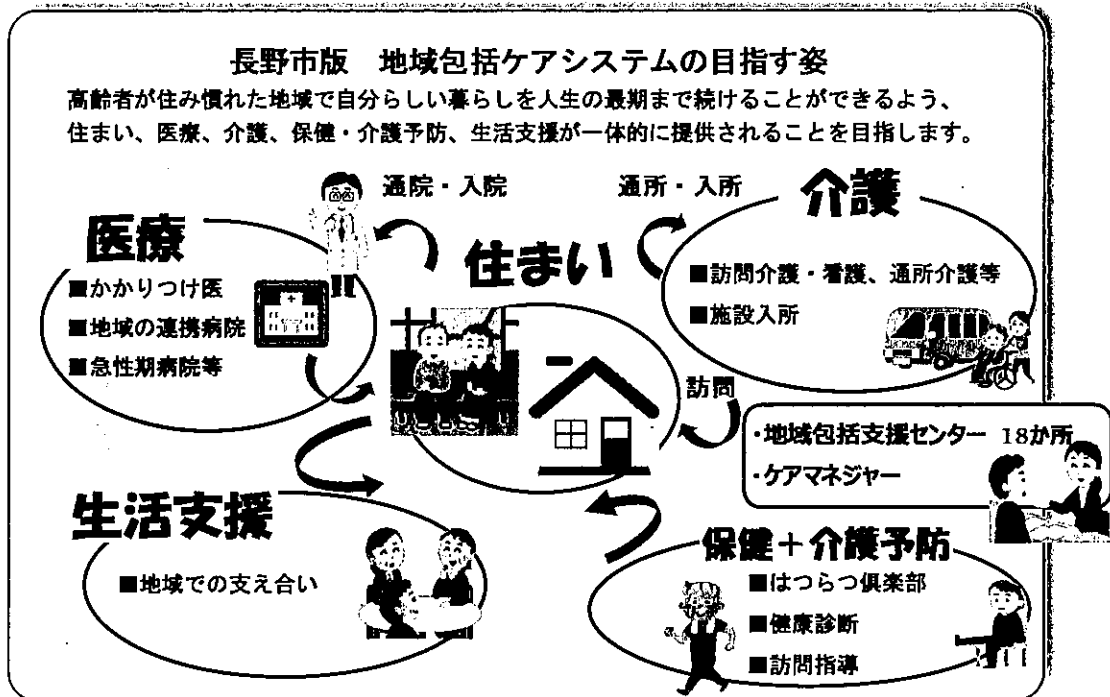 長野市版 地域包括ケアシステムの目指す姿
高齢者が住み慣れた地域で自分らしい暮らしを人生の最期まで続けることができるよう、
住まい、医療、介護、保健・介護予防、生活支援が一体的に提供されることを目指します。
通院・入院
通所・入所
介護
医療
住まい
■かかりつけ医
■地域の連携病院
■急性期病院等
■訪問介護・看護、通所介護等
■施設入所
訪問
・地域包括支援センター 18か所
・ケアマネジャー
生活支援
■地域での支え合い
保健+介護予防
■はつらつ倶楽部
■健康診断
■訪問指導